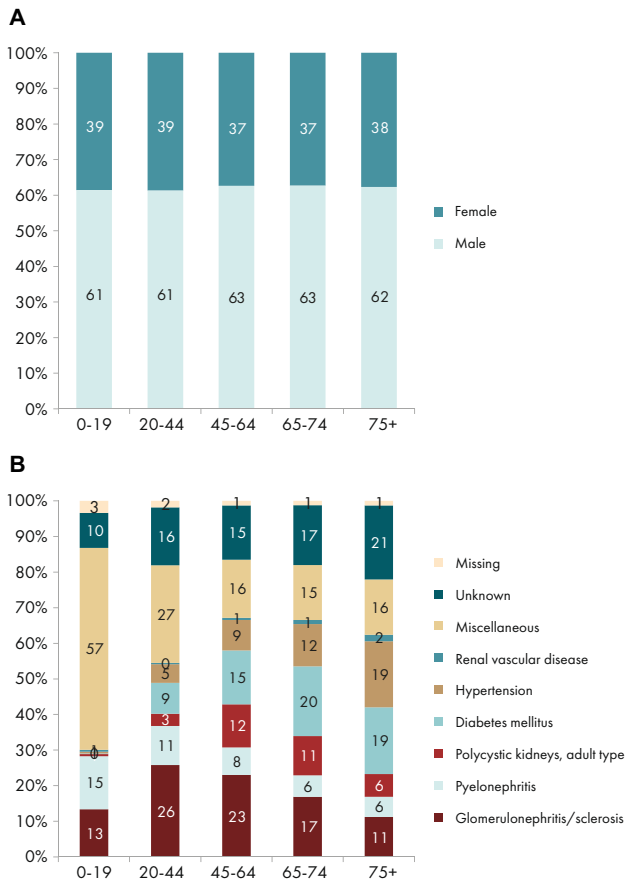 A
100%
90%
80%
39 39 37 37 38
70%
60%
Female
50%
Male
40%
30%
61 61 63 63 62
20%
10%
0%
0-19 20-44 45-64 65-74 75+
B
100%
90%
80%
70%
60%
50%
40%
30%
20%
10%
0%
3 2 1 1 1
10 16 15 17 21
57 27 16 15 16
1 0 1 1 2
5 9 12 19
9 15 20 19
3 12 11 6
15 11 8 6 6
13 26 23 17 11
0-19 20-44 45-64 65-74 75+
Missing
Unknown
Miscellaneous
Renal vascular disease
Hypertension
Diabetes mellitus
Polycystic kidneys, adult type
Pyelonephritis
Glomerulonephritis/sclerosis